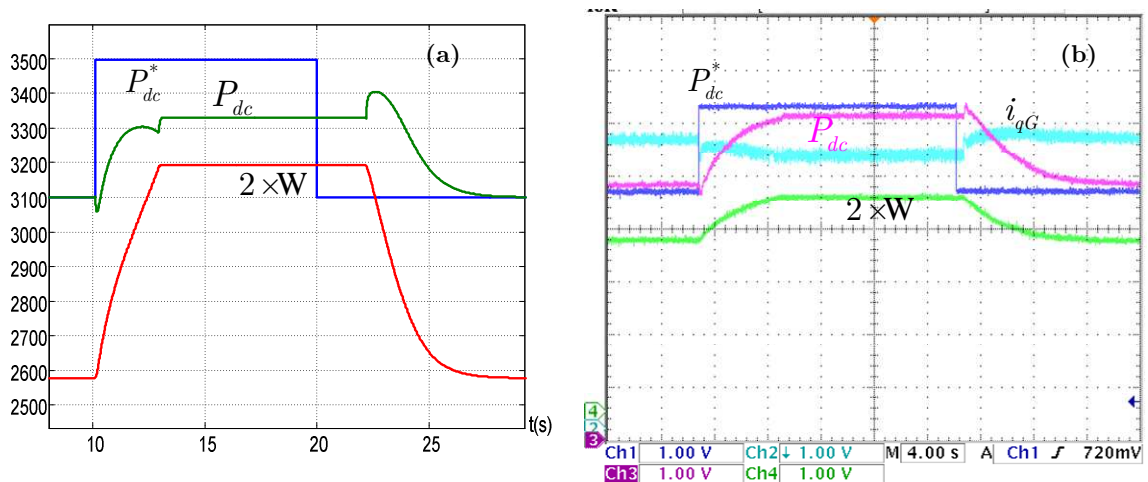 (a)
3500
3400
3300
3200
3100
3000
2900
2800
2700
2600
2500
10 15 20 25 t(s)
P*dc
Pdc
2×W
(b)
P*dc
Pdc
iqG
2×W
4
2
3
Ch1 1.00 V Ch2 ↓ 1.00 V M 4.00 s A Ch1 ʃ 720mV
Ch3 1.00 V Ch4 1.00 V